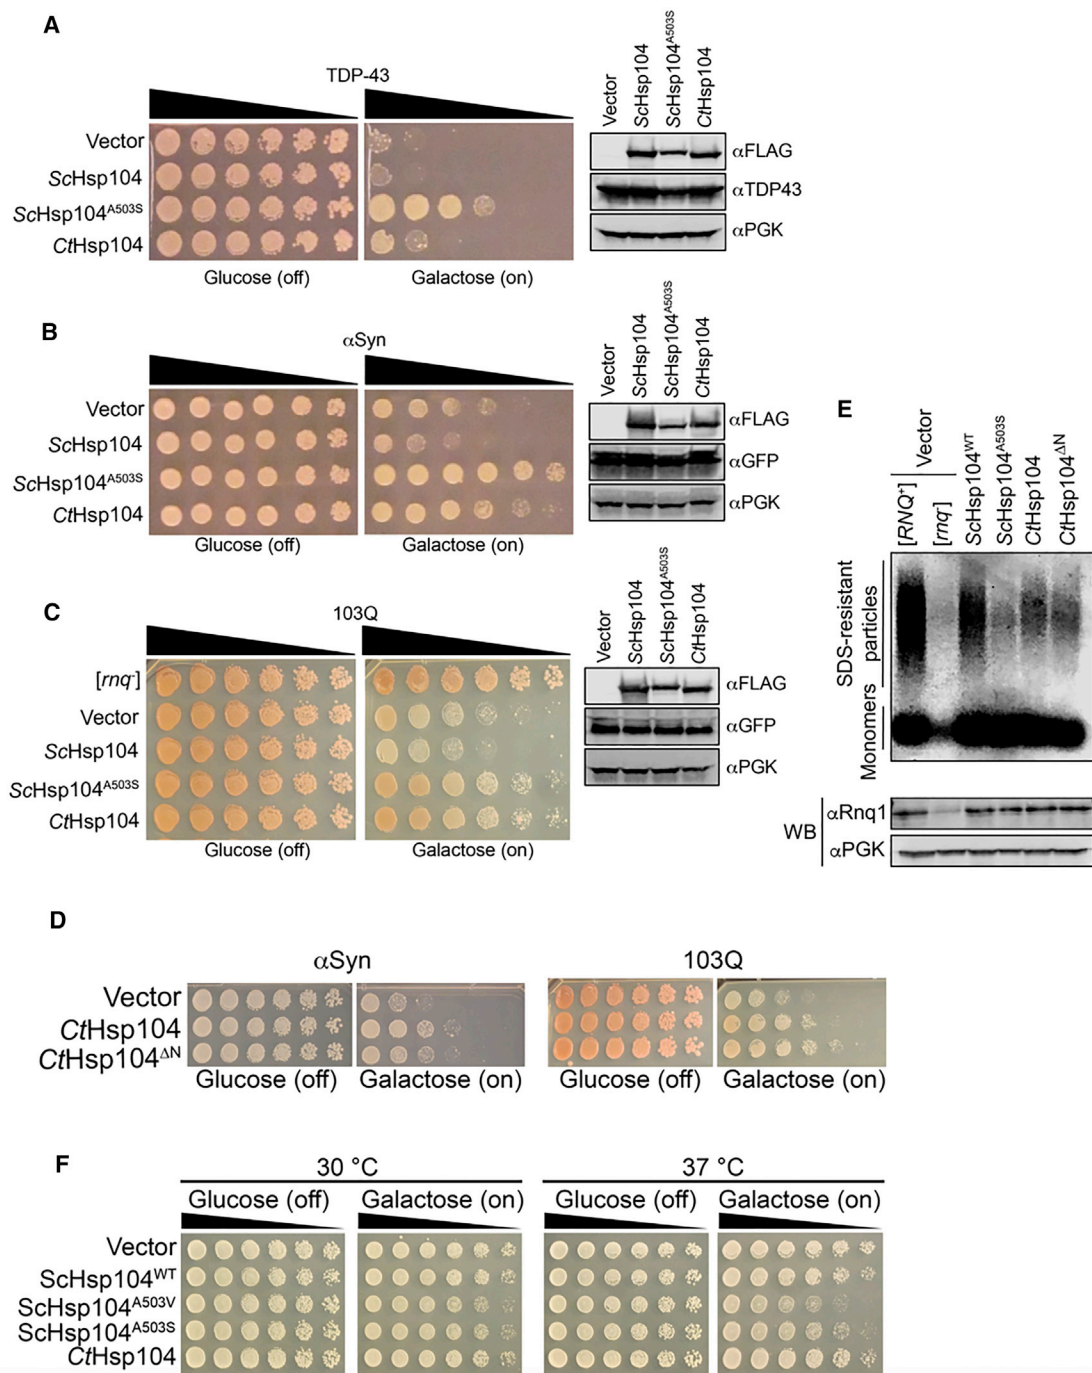 A
TDP-43
Vector
ScHsp104
ScHsp104A503S
CtHsp104
Glucose (off)
Galactose (on)
Vector
ScHsp104
ScHsp104A503S
CtHsp104
αFLAG
αTDP43
αPGK
B
αSyn
Vector
ScHsp104
ScHsp104A503S
CtHsp104
Glucose (off)
Galactose (on)
Vector
ScHsp104
ScHsp104A503S
CtHsp104
αFLAG
αGFP
αPGK
C
103Q
[rnq-]
Vector
ScHsp104
ScHsp104A503S
CtHsp104
Glucose (off)
Galactose (on)
Vector
ScHsp104
ScHsp104A503S
CtHsp104
αFLAG
αGFP
αPGK
E
Vector
[RNQ+]
[rnq-]
ScHsp104WT
ScHsp104A503S
CtHsp104
CtHsp104ΔN
SDS-resistant
particles
Monomers
WB
αRnq1
αPGK
D
αSyn
103Q
Vector
CtHsp104
CtHsp104ΔN
Glucose (off)
Galactose (on)
Glucose (off)
Galactose (on)
F
30 °C
37 °C
Glucose (off)
Galactose (on)
Glucose (off)
Galactose (on)
Vector
ScHsp104WT
ScHsp104A503V
ScHsp104A503S
CtHsp104